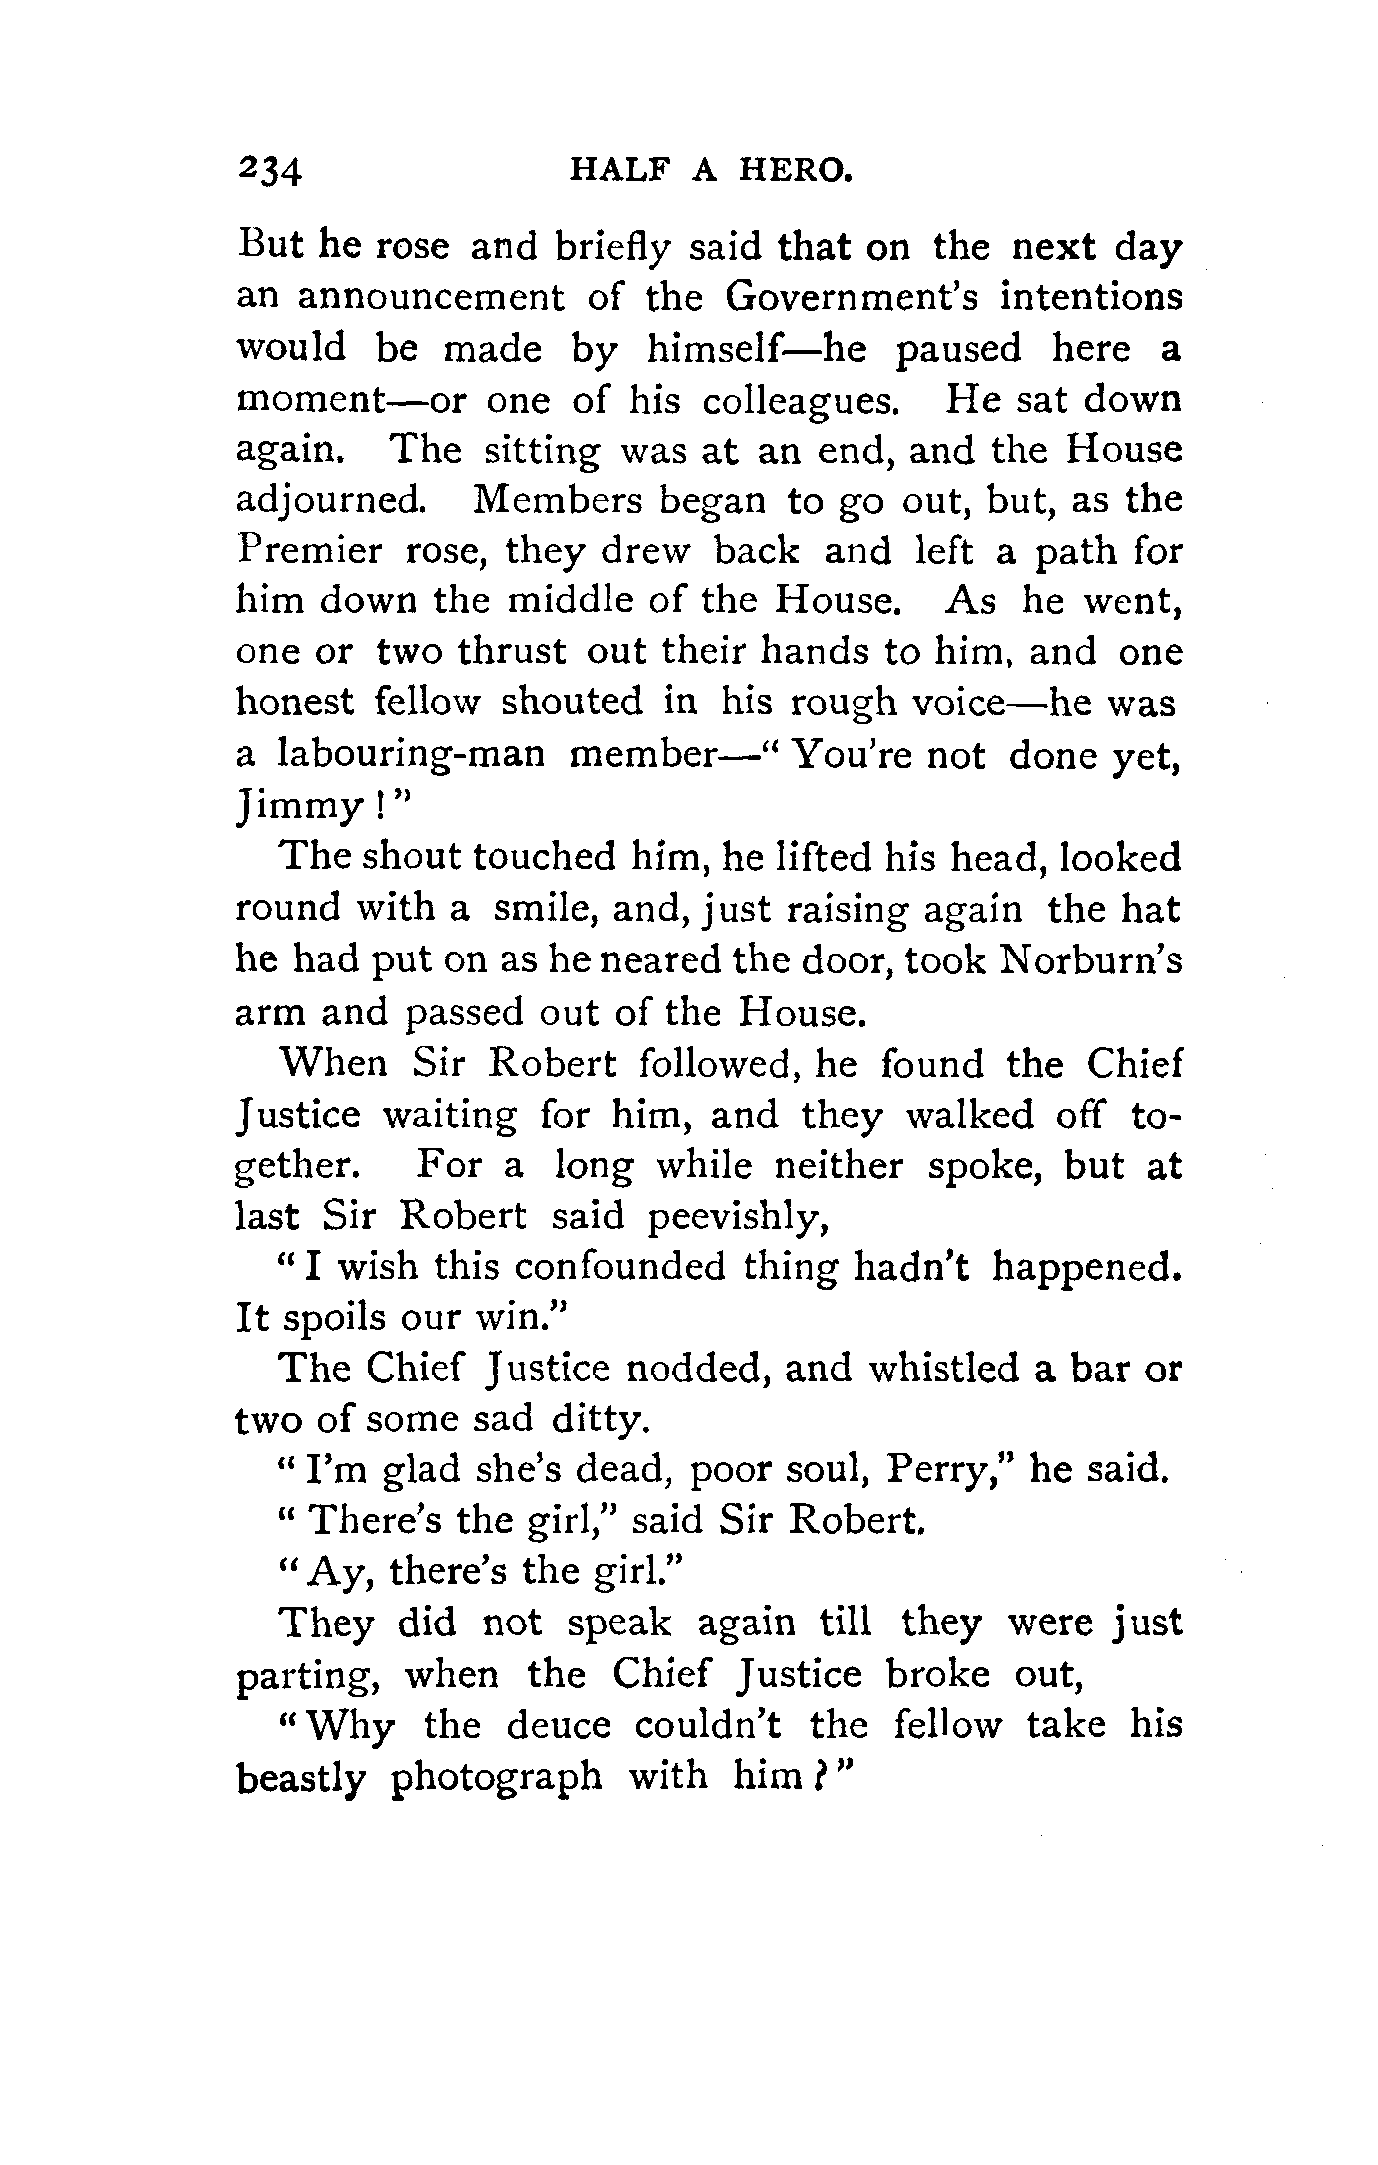 234 HALF A HERO.
But he rose and briefly said that on the next day
an announcement of the Government's intentions
would be made by himself—he paused here a
moment—or one of his colleagues. He sat down
again. The sitting was at an end, and the House
adjourned. Members began to go out, but, as the
Premier rose, they drew back and left a path for
him down the middle of the House. As he went,
one or two thrust out their hands to him, and one
honest fellow shouted in his rough voice—he was
a labouring-man member—“ You're not done yet,
Jimmy ! ”
The shout touched him, he lifted his head, looked
round with a smile, and, just raising again the hat
he had put on as he neared the door, took Norburn's
arm and passed out of the House.
When Sir Robert followed, he found the Chief
Justice waiting for him, and they walked off to-
gether. For a long while neither spoke, but at
last Sir Robert said peevishly,
“ I wish this confounded thing hadn't happened.
It spoils our win.”
The Chief Justice nodded, and whistled a bar or
two of some sad ditty.
“ I'm glad she's dead, poor soul, Perry,” he said.
“ There's the girl,” said Sir Robert.
“ Ay, there's the girl.”
They did not speak again till they were just
parting, when the Chief Justice broke out,
“ Why the deuce couldn't the fellow take his
beastly photograph with him ? ”